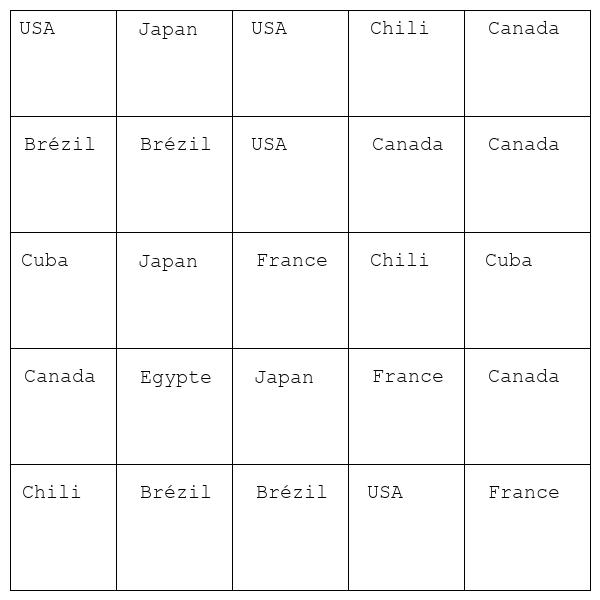 USA Japan USA Chili Canada
Brézil Brézil USA Canada Canada
Cuba Japan France Chili Cuba
Canada Egypte Japan France Canada
Chili Brézil Brézil USA France